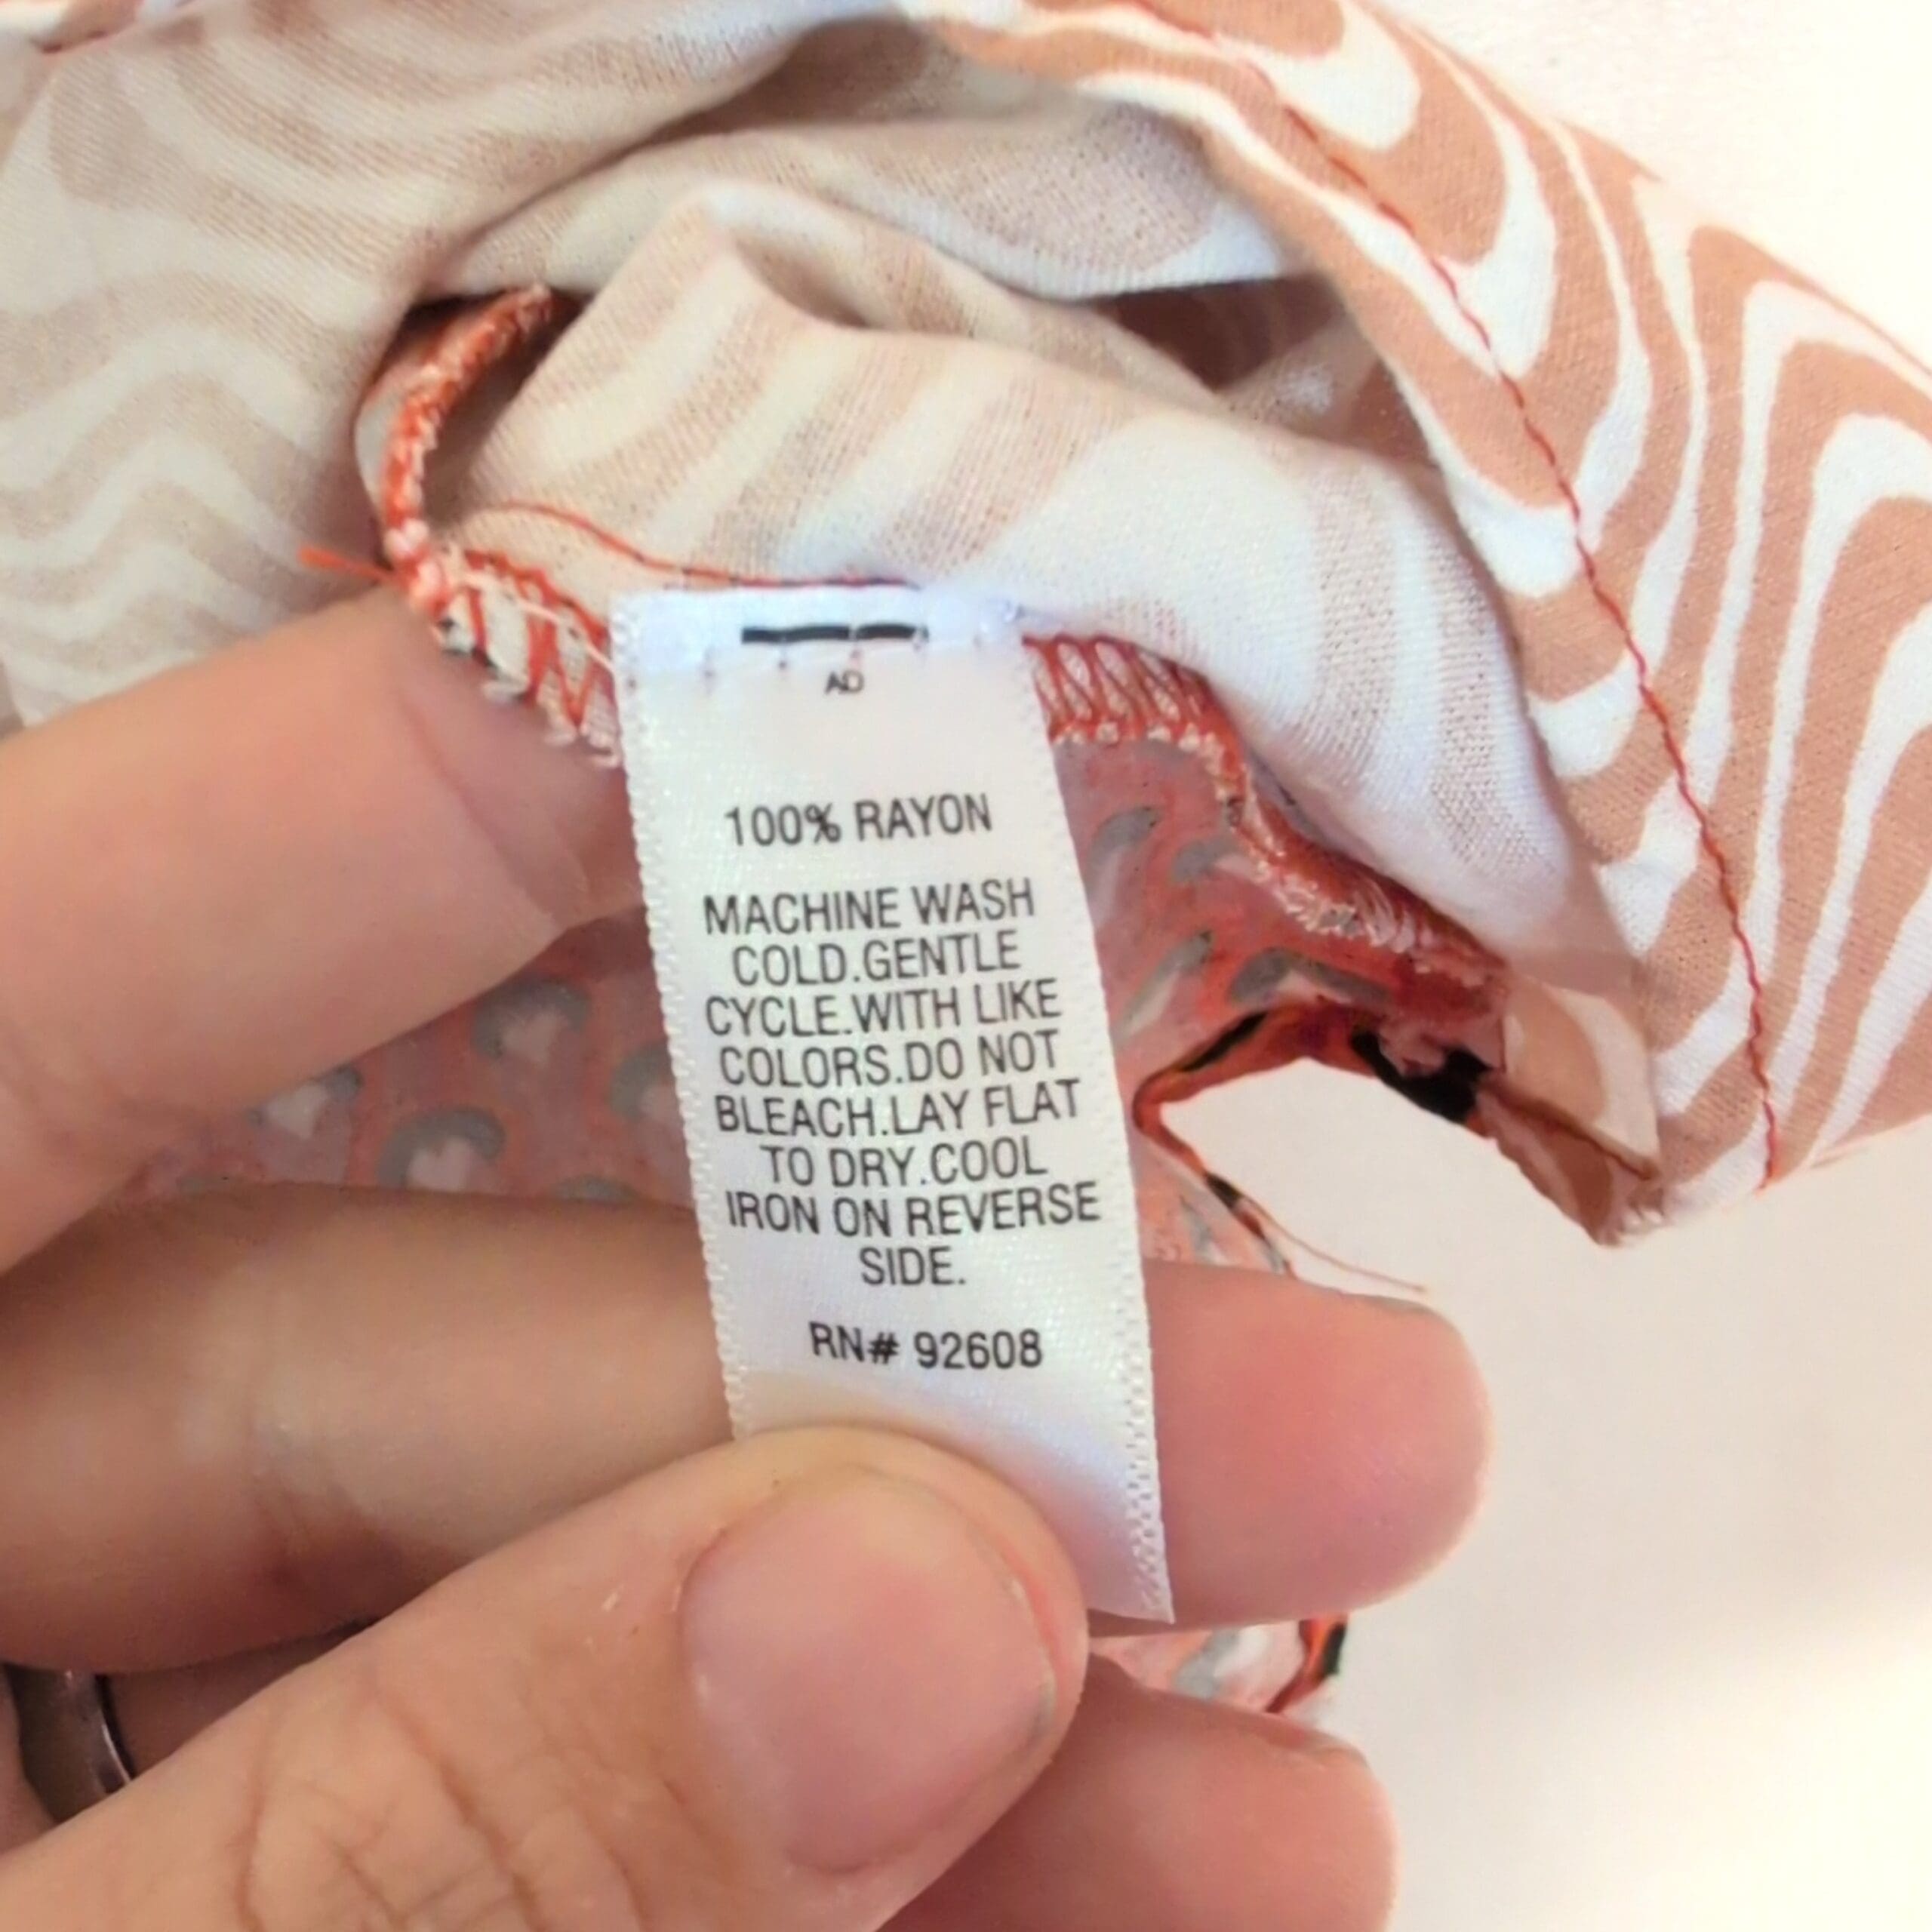 AD
100% RAYON
MACHINE WASH
COLD.GENTLE
CYCLE.WITH LIKE
COLORS.DO NOT
BLEACH.LAY FLAT
TO DRY.COOL
IRON ON REVERSE
SIDE.
RN# 92608